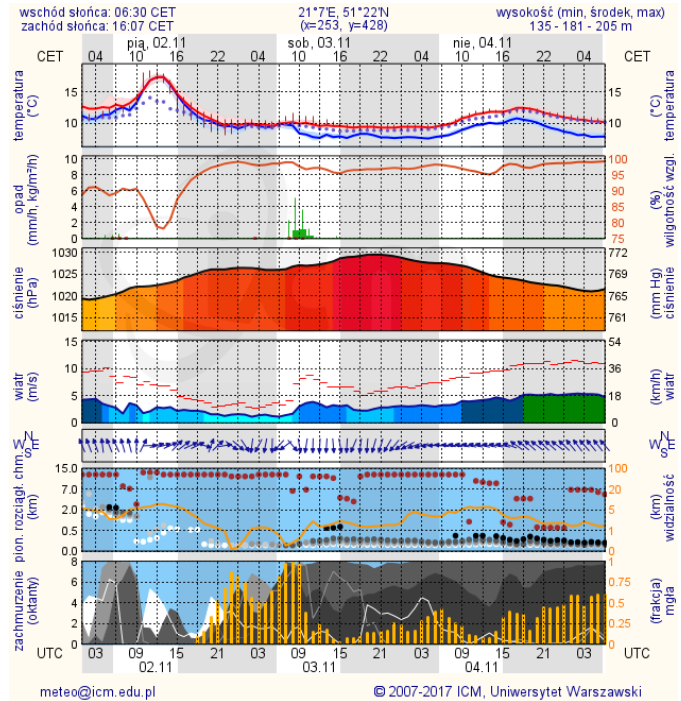 wschód słońca: 06:30 CET 21°7'E, 51°22'N wysokość (min, środek, max)
zachód słońca: 16:07 CET (x=253, y=428) 135 - 181 - 205 m
pią, 02.11 sob, 03.11 nie, 04.11
CET 04 10 16 22 04 10 16 22 04 10 16 22 04 CET
temperatura (°C) 15 10 15 10 temperatura (°C)
opad (mm/h, kg/m²/h) 10 8 6 4 2 0 100 95 90 85 80 75 (%) wilgotność wzgl.
ciśnienie (hPa) 1030 1025 1020 1015 772 769 765 761 (mm Hg) ciśnienie
wiatr (m/s) 15 10 5 0 54 36 18 0 (km/h) wiatr
N W E S N W E S
pion. rozciągł. chm. (km) 15.0 7.0 2.0 0.5 0.0 100 20 5 1 0 (km) widzialność
zachmurzenie (oktanty) 8 6 4 2 0 1 0.75 0.5 0.25 0 (frakcja) mgła
UTC 03 09 15 21 03 09 15 21 03 09 15 21 03 UTC
02.11 03.11 04.11
meteo@icm.edu.pl © 2007-2017 ICM, Uniwersytet Warszawski